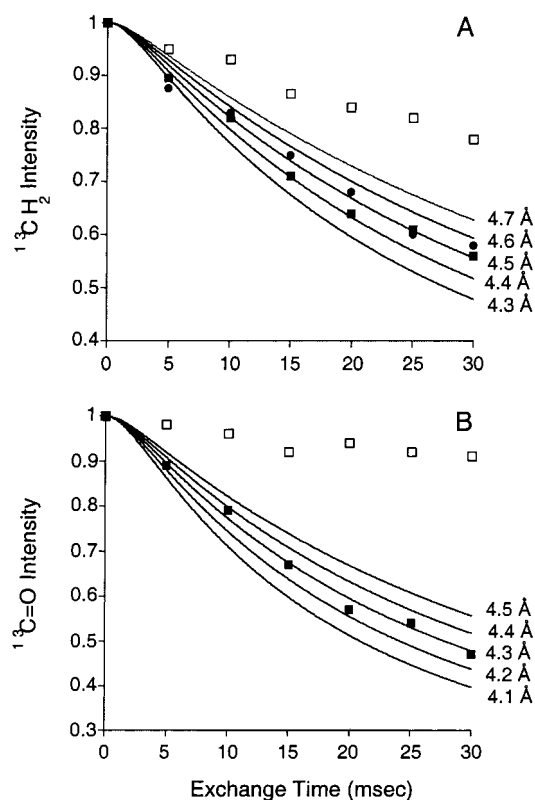 A
1
0.9
0.8
0.7
0.6
0.5
0.4
¹³CH₂ Intensity
4.7 Å
4.6 Å
4.5 Å
4.4 Å
4.3 Å
0 5 10 15 20 25 30
B
1
0.9
0.8
0.7
0.6
0.5
0.4
0.3
¹³C=O Intensity
4.5 Å
4.4 Å
4.3 Å
4.2 Å
4.1 Å
0 5 10 15 20 25 30
Exchange Time (msec)